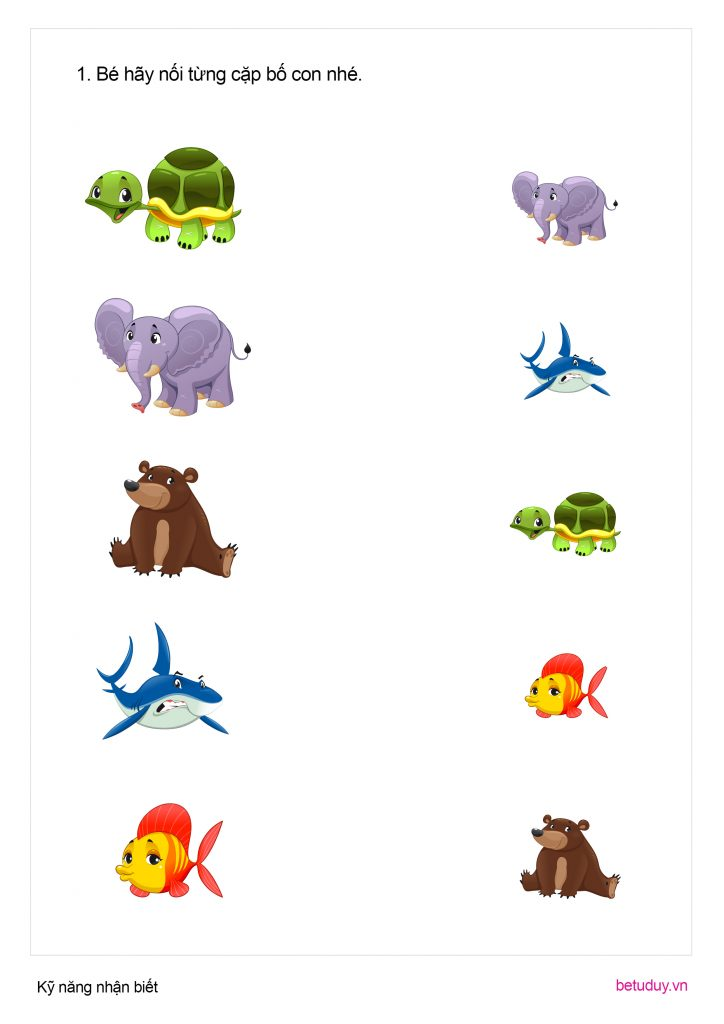 1. Bé hãy nối từng cặp bố con nhé.
Kỹ năng nhận biết
betuduy.vn